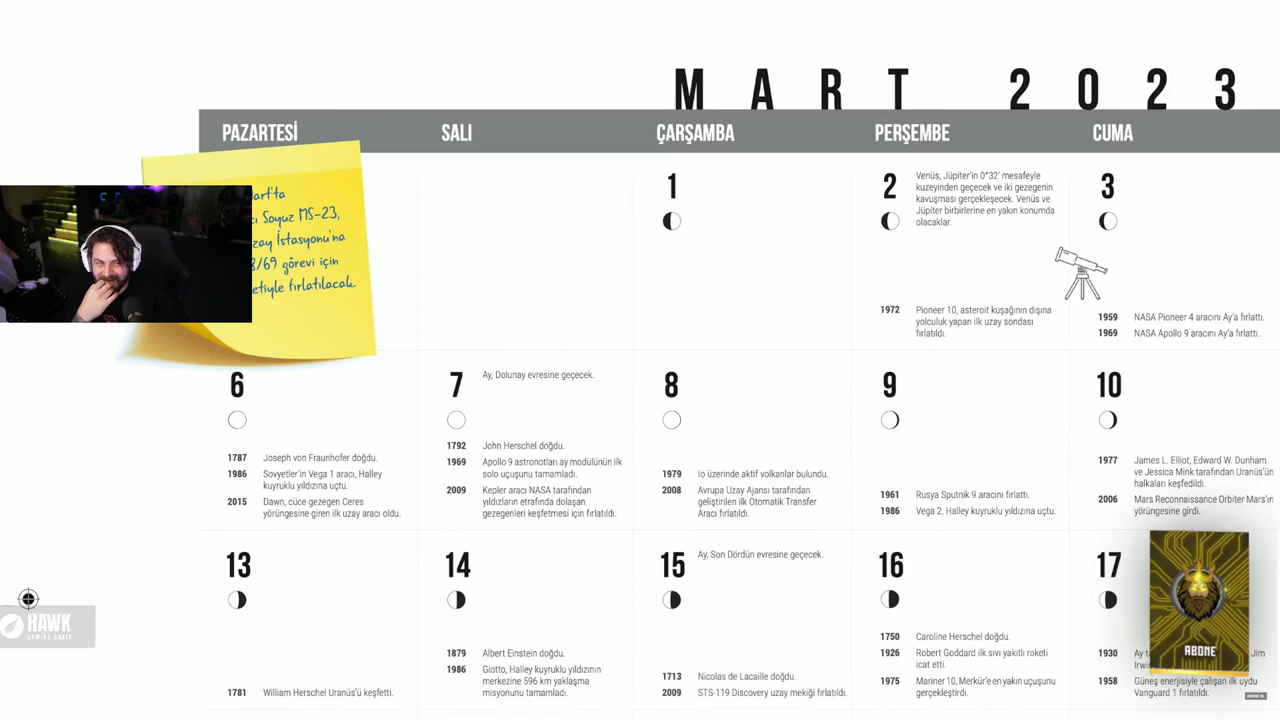 MART 2023
PAZARTESİ
SALI
ÇARŞAMBA
PERŞEMBE
CUMA
Soyuz MS-23,
İstasyonu'na
görevi için
fırlatılacak.
1
2
Venüs, Jüpiter'in 0°32' mesafeyle
kuzeyinden geçecek ve iki gezegenin
kavuşması gerçekleşecek. Venüs ve
Jüpiter birbirlerine en yakın konumda
olacaklar.
1972 Pioneer 10, asteroit kuşağının dışına
yolculuk yapan ilk uzay sondası
fırlatıldı.
3
1959 NASA Pioneer 4 aracını Ay'a fırlattı.
1969 NASA Apollo 9 aracını Ay'a fırlattı.
6
1787 Joseph von Fraunhofer doğdu.
1986 Sovyetler'in Vega 1 aracı, Halley
kuyruklu yıldızına uçtu.
2015 Dawn, cüce gezegen Ceres
yörüngesine giren ilk uzay aracı oldu.
7
Ay, Dolunay evresine geçecek.
1792 John Herschel doğdu.
1969 Apollo 9 astronotları ay modülünün ilk
solo uçuşunu tamamladı.
2009 Kepler aracı NASA tarafından
yıldızların etrafında dolaşan
gezegenleri keşfetmesi için fırlatıldı.
8
1979 Io üzerinde aktif volkanlar bulundu.
2008 Avrupa Uzay Ajansı tarafından
geliştirilen ilk Otomatik Transfer
Aracı fırlatıldı.
9
1961 Rusya Sputnik 9 aracını fırlattı.
1986 Vega 2, Halley kuyruklu yıldızına uçtu.
10
1977 James L. Elliot, Edward W. Dunham
ve Jessica Mink tarafından Uranüs'ün
halkaları keşfedildi.
2006 Mars Reconnaissance Orbiter Mars'ın
yörüngesine girdi.
13
1781 William Herschel Uranüs'ü keşfetti.
14
1879 Albert Einstein doğdu.
1986 Giotto, Halley kuyruklu yıldızının
merkezine 596 km yaklaşma
misyonunu tamamladı.
15
Ay, Son Dördün evresine geçecek.
1713 Nicolas de Lacaille doğdu.
2009 STS-119 Discovery uzay mekiği fırlatıldı.
16
1750 Caroline Herschel doğdu.
1926 Robert Goddard ilk sıvı yakıtlı roketi
icat etti.
1975 Mariner 10, Merkür'e en yakın uçuşunu
gerçekleştirdi.
17
1930 Ay Jim
1958 Güneş enerjisiyle çalışan ilk uydu
Vanguard 1 fırlatıldı.
HAWK
GAMING CHAIR
ABONE
ABONE OL